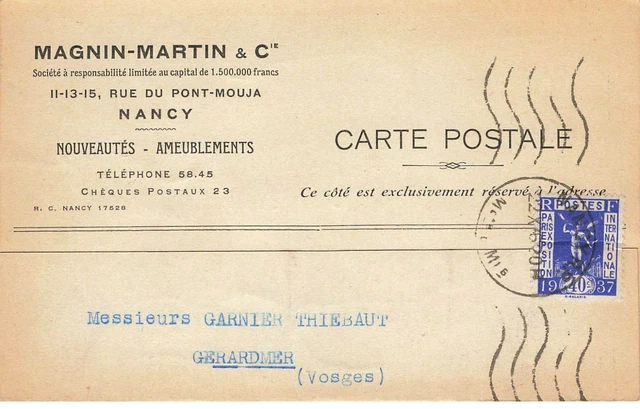 MAGNIN-MARTIN & Cie
Société à responsabilité limitée au capital de 1.500.000 francs
11-13-15, RUE DU PONT-MOUJA
NANCY
NOUVEAUTÉS - AMEUBLEMENTS
TÉLÉPHONE 58.45
CHÈQUES POSTAUX 23
R. C. NANCY 17528
CARTE POSTALE
Ce côté est exclusivement réservé à l'adresse
R POSTES F
PARIS EXPOSITION
INTERNATIONALE
40c
1937
Messieurs GARNIER THIEBAUT
GERARDMER
(Vosges)